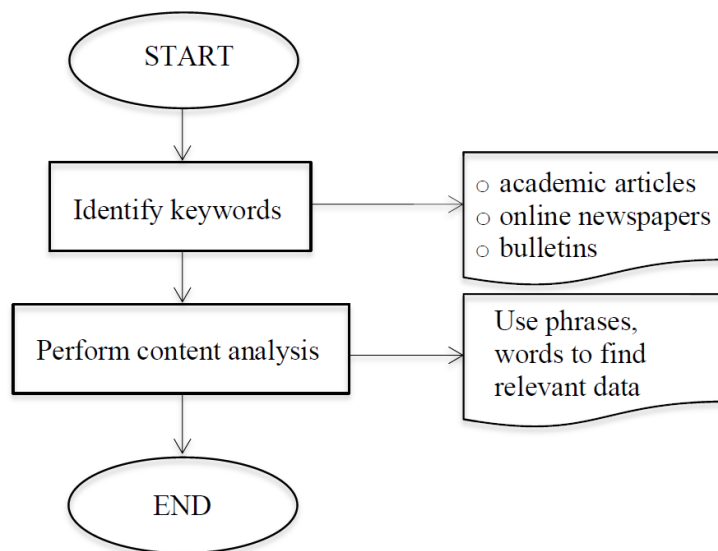 START
Identify keywords
○ academic articles
○ online newspapers
○ bulletins
Perform content analysis
Use phrases,
words to find
relevant data
END